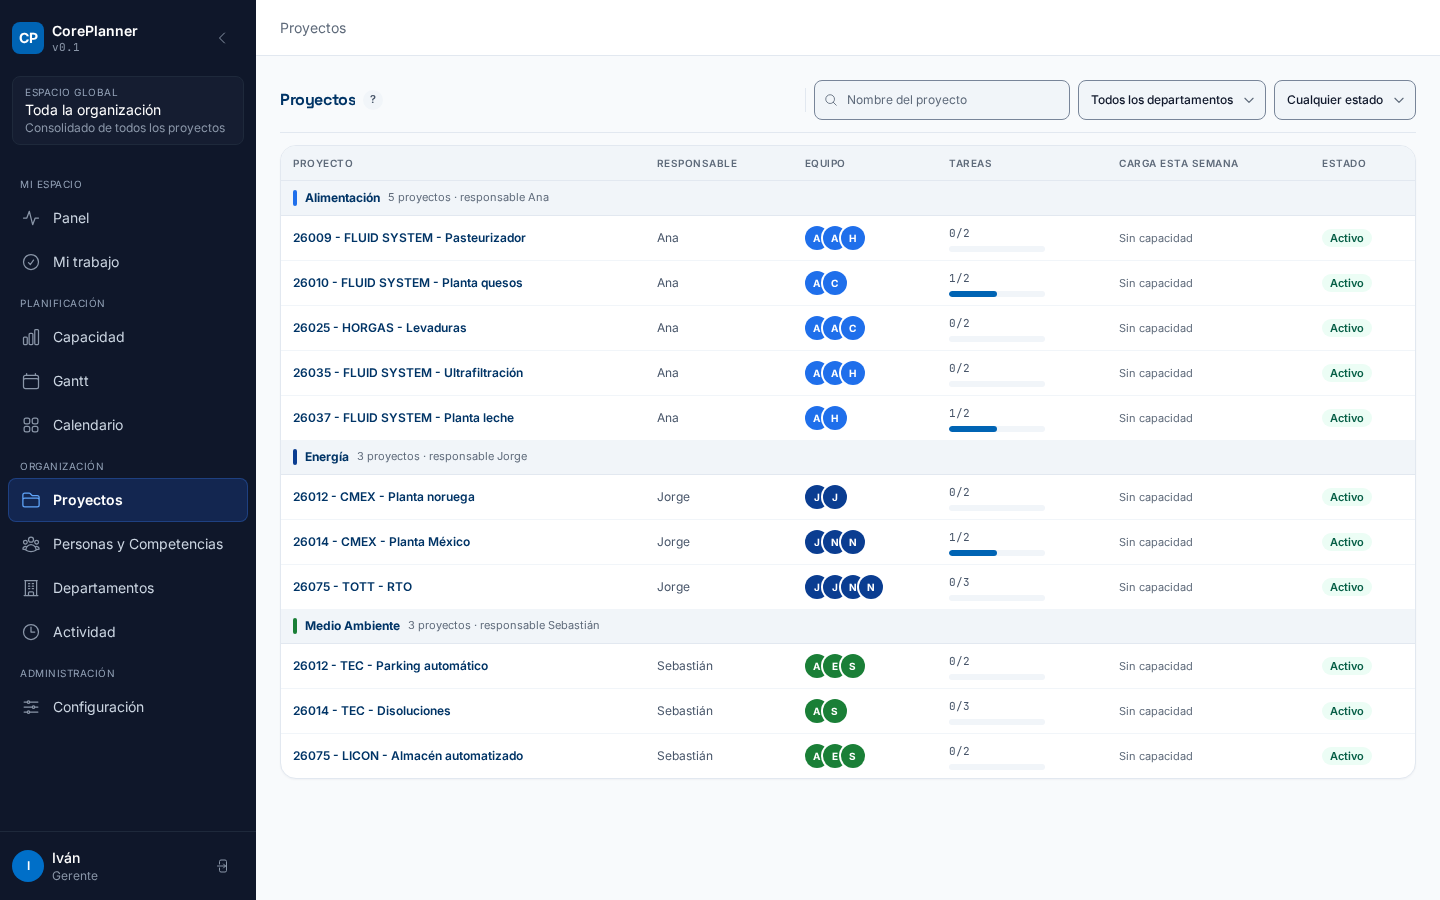 CP
CorePlanner
v0.1
ESPACIO GLOBAL
Toda la organización
Consolidado de todos los proyectos
MI ESPACIO
Panel
Mi trabajo
PLANIFICACIÓN
Capacidad
Gantt
Calendario
ORGANIZACIÓN
Proyectos
Personas y Competencias
Departamentos
Actividad
ADMINISTRACIÓN
Configuración
I
Iván
Gerente
Proyectos
Proyectos ?
Nombre del proyecto
Todos los departamentos
Cualquier estado
PROYECTO RESPONSABLE EQUIPO TAREAS CARGA ESTA SEMANA ESTADO
Alimentación 5 proyectos · responsable Ana
26009 - FLUID SYSTEM - Pasteurizador Ana A A H 0/2 Sin capacidad Activo
26010 - FLUID SYSTEM - Planta quesos Ana A C 1/2 Sin capacidad Activo
26025 - HORGAS - Levaduras Ana A A C 0/2 Sin capacidad Activo
26035 - FLUID SYSTEM - Ultrafiltración Ana A A H 0/2 Sin capacidad Activo
26037 - FLUID SYSTEM - Planta leche Ana A H 1/2 Sin capacidad Activo
Energía 3 proyectos · responsable Jorge
26012 - CMEX - Planta noruega Jorge J J 0/2 Sin capacidad Activo
26014 - CMEX - Planta México Jorge J N N 1/2 Sin capacidad Activo
26075 - TOTT - RTO Jorge J J N N 0/3 Sin capacidad Activo
Medio Ambiente 3 proyectos · responsable Sebastián
26012 - TEC - Parking automático Sebastián A E S 0/2 Sin capacidad Activo
26014 - TEC - Disoluciones Sebastián A S 0/3 Sin capacidad Activo
26075 - LICON - Almacén automatizado Sebastián A E S 0/2 Sin capacidad Activo